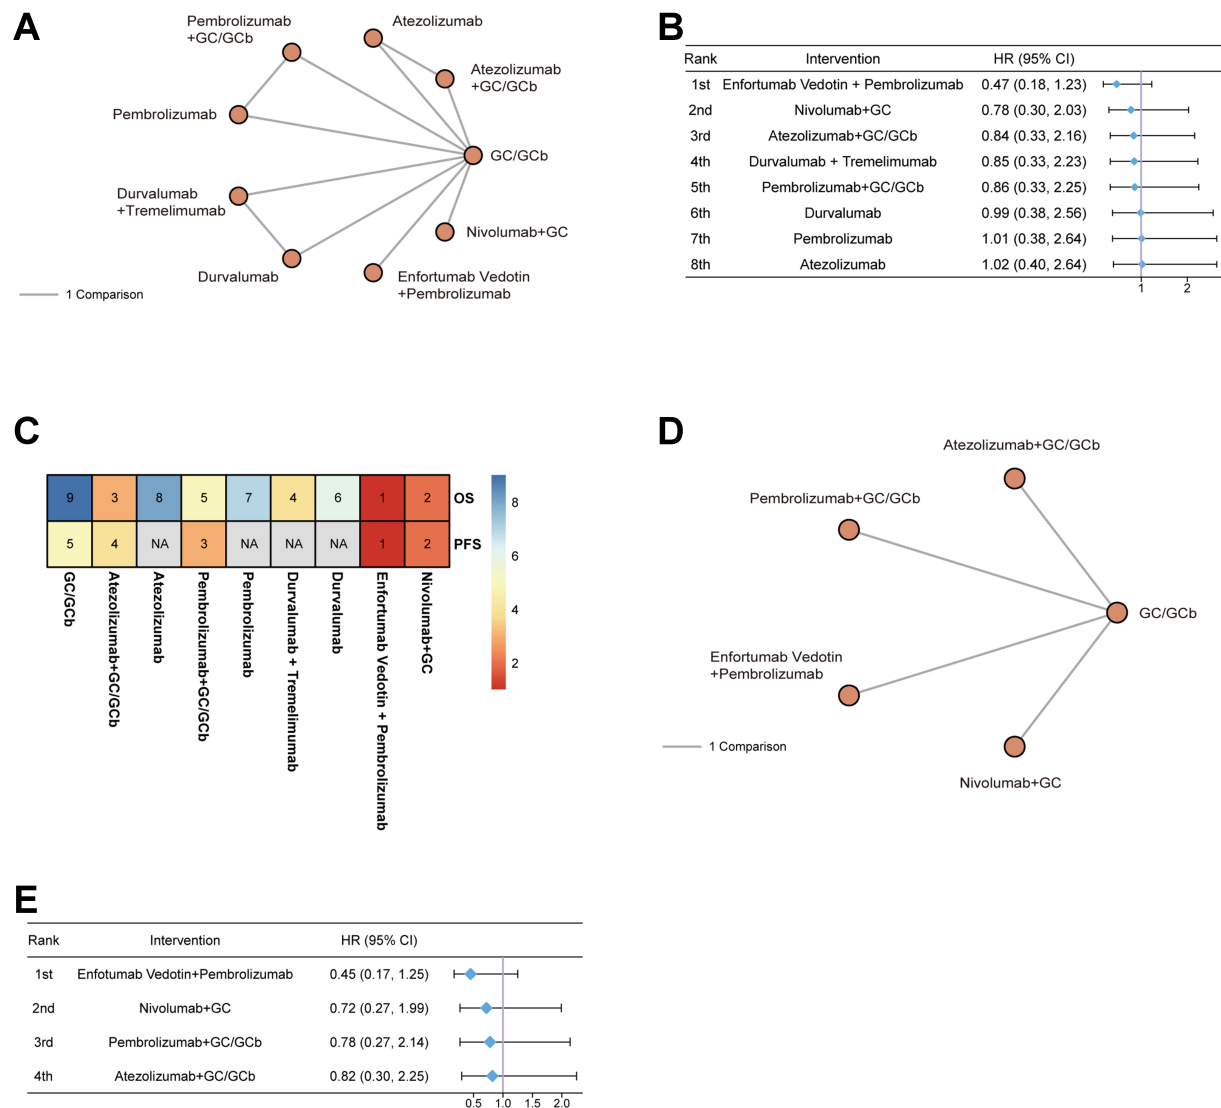 A
Pembrolizumab
+GC/GCb
Atezolizumab
Atezolizumab
+GC/GCb
Pembrolizumab
GC/GCb
Durvalumab
+Tremelimumab
Nivolumab+GC
Durvalumab
Enfortumab Vedotin
+Pembrolizumab
1 Comparison
B
Rank Intervention HR (95% CI)
1st Enfortumab Vedotin + Pembrolizumab 0.47 (0.18, 1.23)
2nd Nivolumab+GC 0.78 (0.30, 2.03)
3rd Atezolizumab+GC/GCb 0.84 (0.33, 2.16)
4th Durvalumab + Tremelimumab 0.85 (0.33, 2.23)
5th Pembrolizumab+GC/GCb 0.86 (0.33, 2.25)
6th Durvalumab 0.99 (0.38, 2.56)
7th Pembrolizumab 1.01 (0.38, 2.64)
8th Atezolizumab 1.02 (0.40, 2.64)
1 2
C
9 3 8 5 7 4 6 1 2 OS
5 4 NA 3 NA NA NA 1 2 PFS
GC/GCb
Atezolizumab+GC/GCb
Atezolizumab
Pembrolizumab+GC/GCb
Pembrolizumab
Durvalumab + Tremelimumab
Durvalumab
Enfortumab Vedotin + Pembrolizumab
Nivolumab+GC
8
6
4
2
D
Atezolizumab+GC/GCb
Pembrolizumab+GC/GCb
GC/GCb
Enfortumab Vedotin
+Pembrolizumab
1 Comparison
Nivolumab+GC
E
Rank Intervention HR (95% CI)
1st Enfotumab Vedotin+Pembrolizumab 0.45 (0.17, 1.25)
2nd Nivolumab+GC 0.72 (0.27, 1.99)
3rd Pembrolizumab+GC/GCb 0.78 (0.27, 2.14)
4th Atezolizumab+GC/GCb 0.82 (0.30, 2.25)
0.5 1.0 1.5 2.0